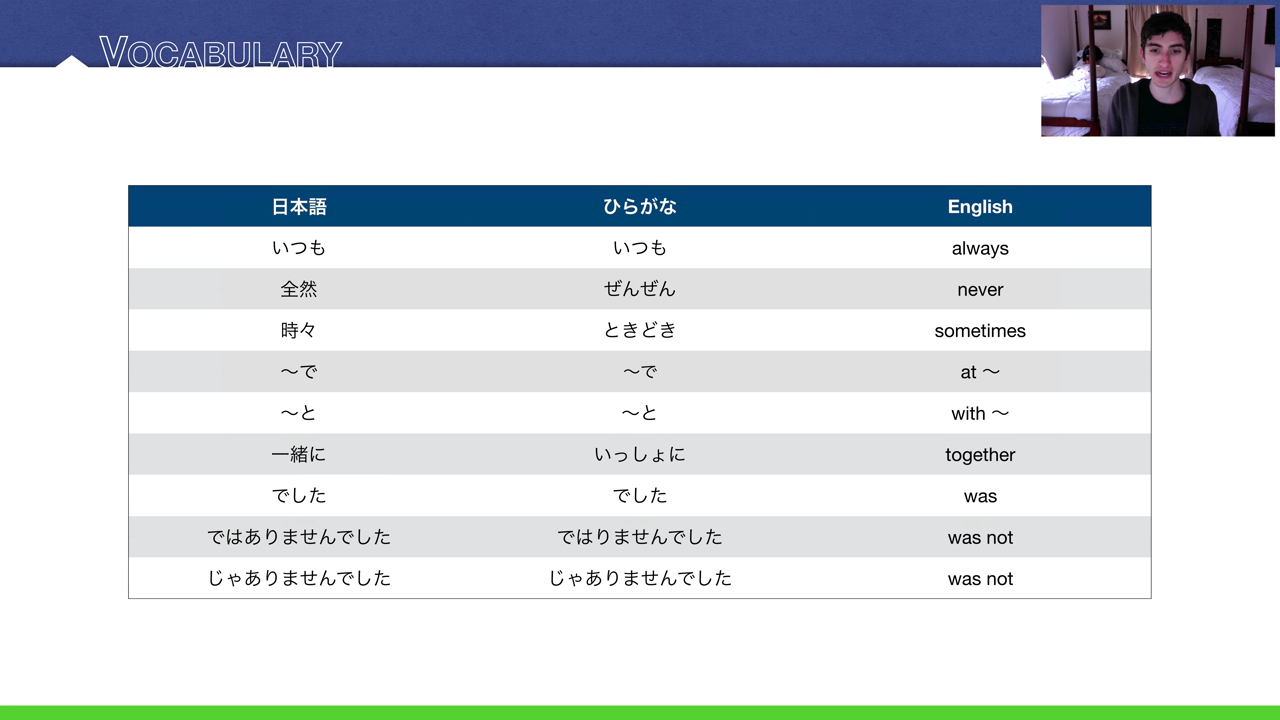 VOCABULARY
日本語 ひらがな English
いつも いつも always
全然 ぜんぜん never
時々 ときどき sometimes
〜で 〜で at 〜
〜と 〜と with 〜
一緒に いっしょに together
でした でした was
ではありませんでした ではりませんでした was not
じゃありませんでした じゃありませんでした was not